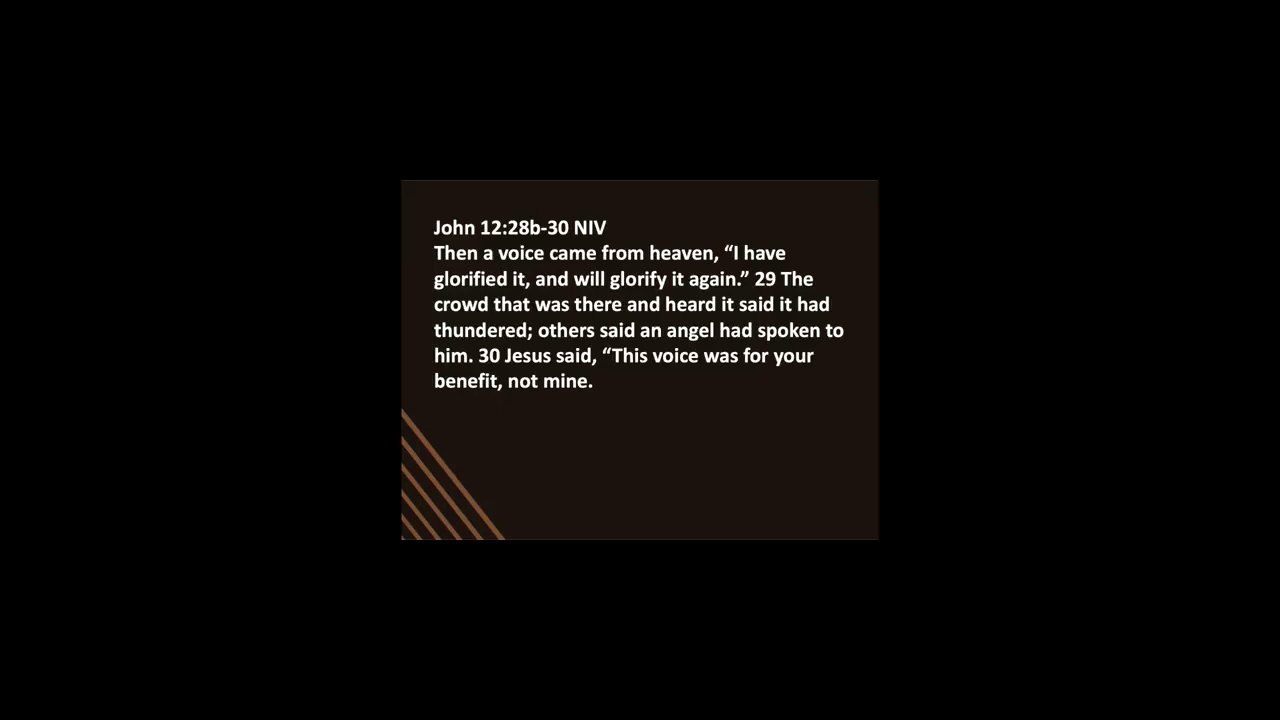 John 12:28b-30 NIV
Then a voice came from heaven, “I have
glorified it, and will glorify it again.” 29 The
crowd that was there and heard it said it had
thundered; others said an angel had spoken to
him. 30 Jesus said, “This voice was for your
benefit, not mine.